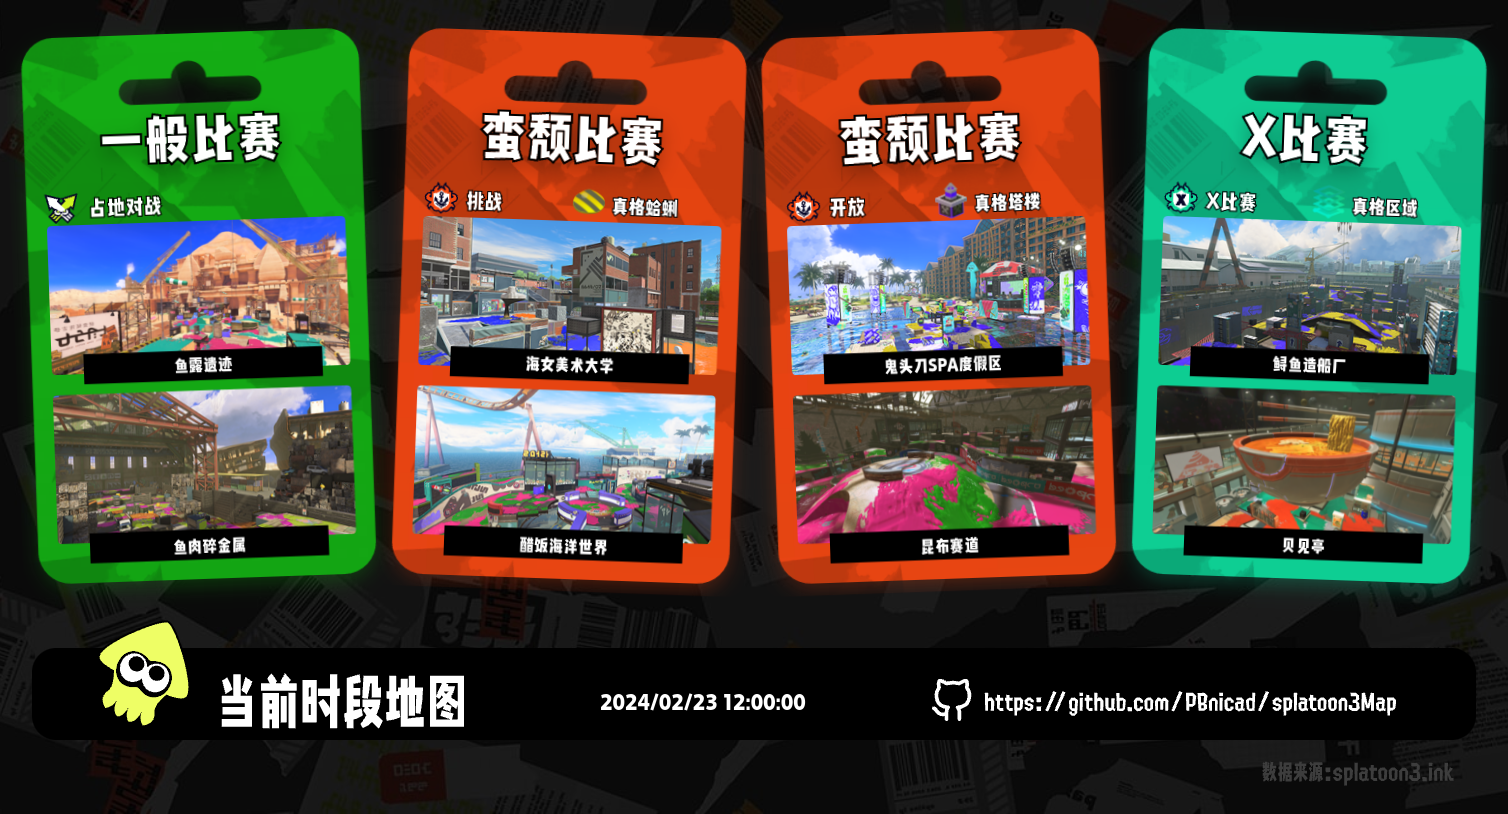 一般比赛
占地对战
鱼露遗迹
鱼肉碎金属
蛮颓比赛
挑战
真格蛤蜊
海女美术大学
醋饭海洋世界
蛮颓比赛
开放
真格塔楼
鬼头刀SPA度假区
昆布赛道
X比赛
X比赛
真格区域
鲟鱼造船厂
贝见亭
当前时段地图
2024/02/23 12:00:00
https://github.com/PBnicad/splatoon3Map
数据来源:splatoon3.ink